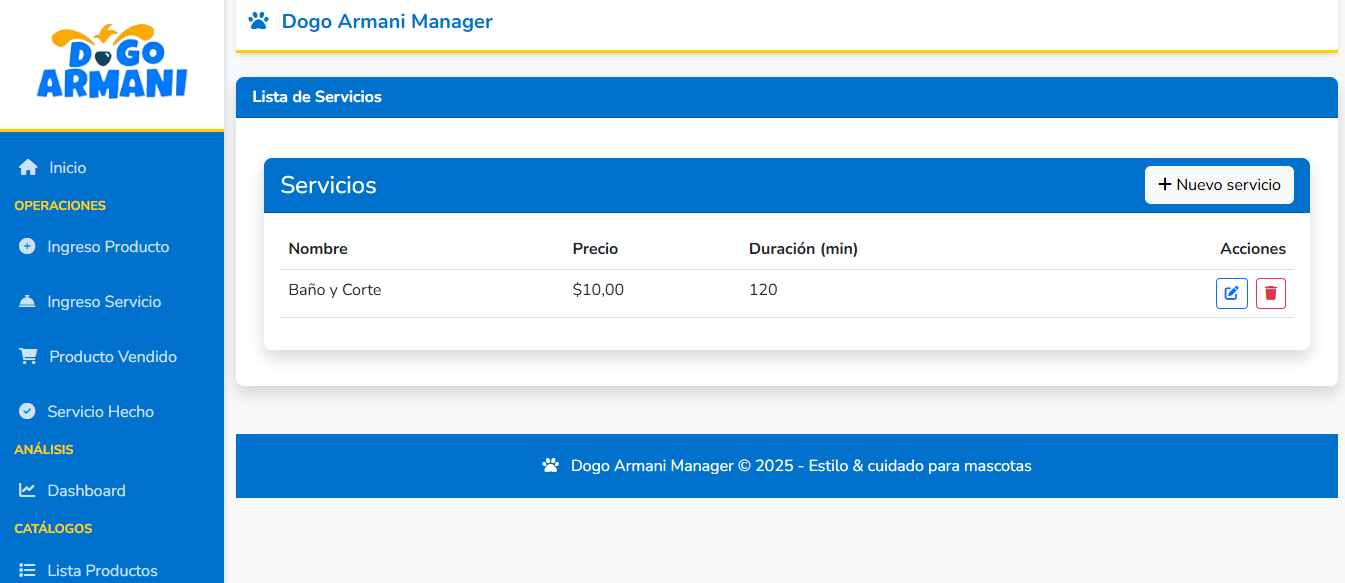 DOGO
ARMANI
Inicio
OPERACIONES
Ingreso Producto
Ingreso Servicio
Producto Vendido
Servicio Hecho
ANÁLISIS
Dashboard
CATÁLOGOS
Lista Productos
Dogo Armani Manager
Lista de Servicios
Servicios
+ Nuevo servicio
Nombre Precio Duración (min) Acciones
Baño y Corte $10,00 120
Dogo Armani Manager © 2025 - Estilo & cuidado para mascotas